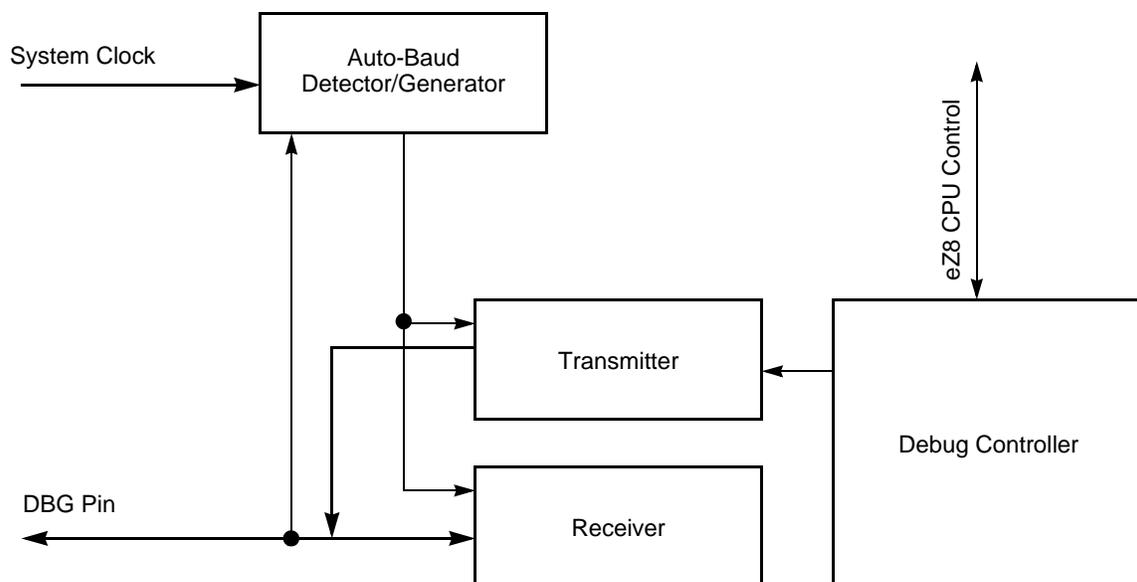 System Clock
Auto-Baud
Detector/Generator
eZ8 CPU Control
Transmitter
Debug Controller
DBG Pin
Receiver